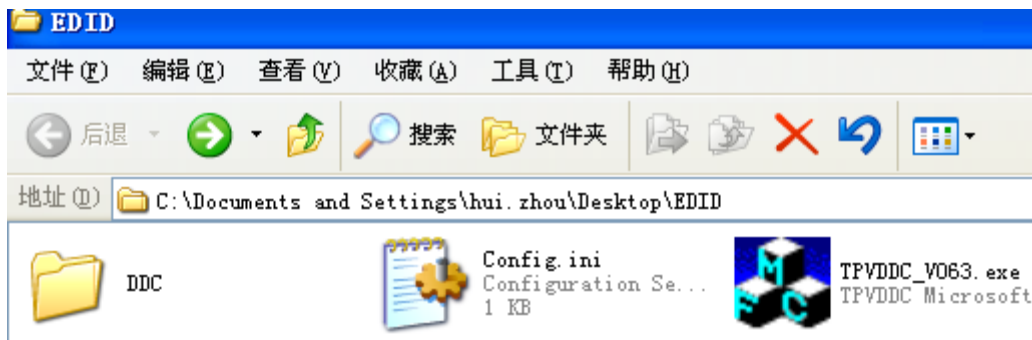 EDID
文件(F) 编辑(E) 查看(V) 收藏(A) 工具(T) 帮助(H)
后退 搜索 文件夹
地址(D) C:\Documents and Settings\hui.zhou\Desktop\EDID
DDC
Config.ini
Configuration Se...
1 KB
MFC
TPVDDC_V063.exe
TPVDDC Microsoft